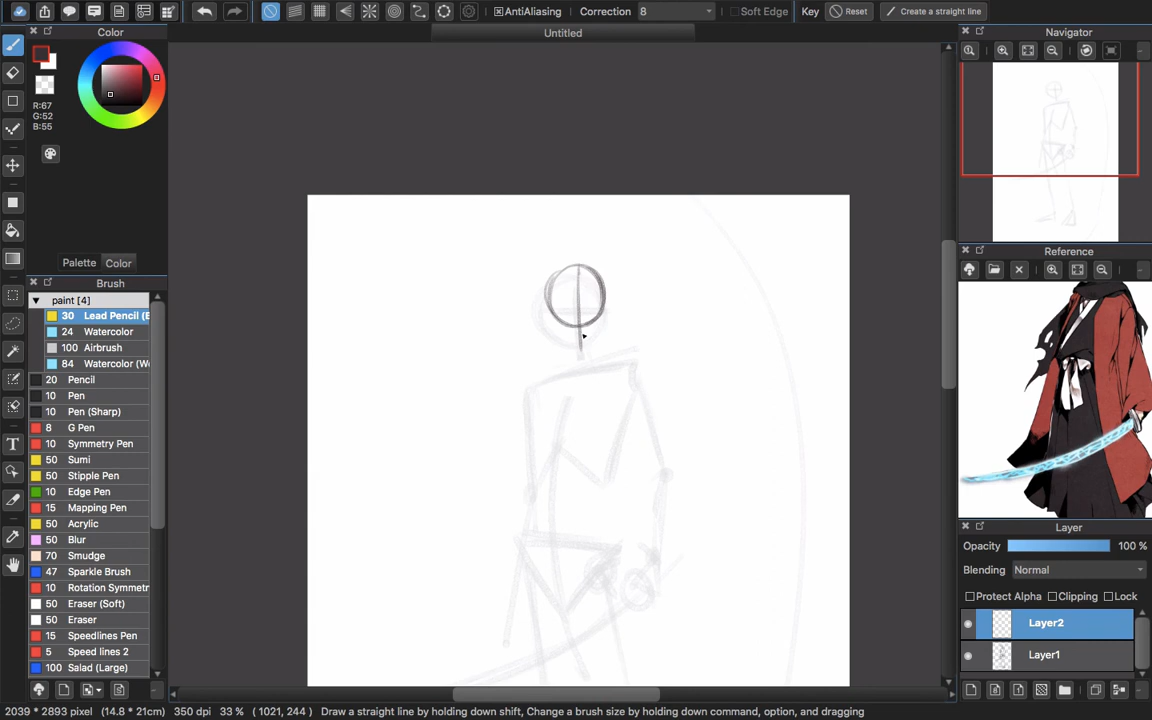 AntiAliasing Correction 8 Soft Edge Key Reset Create a straight line
Color
Untitled
Navigator
R:67
G:52
B:55
Palette Color
Brush
paint [4]
30 Lead Pencil (B
24 Watercolor
100 Airbrush
84 Watercolor (W
20 Pencil
10 Pen
10 Pen (Sharp)
8 G Pen
10 Symmetry Pen
50 Sumi
50 Stipple Pen
10 Edge Pen
15 Mapping Pen
50 Acrylic
50 Blur
70 Smudge
47 Sparkle Brush
10 Rotation Symmetr
50 Eraser (Soft)
50 Eraser
15 Speedlines Pen
5 Speed lines 2
100 Salad (Large)
Reference
Layer
Opacity 100 %
Blending Normal
Protect Alpha Clipping Lock
Layer2
Layer1
2039 * 2893 pixel (14.8 * 21cm) 350 dpi 33 % ( 1021, 244 ) Draw a straight line by holding down shift, Change a brush size by holding down command, option, and dragging